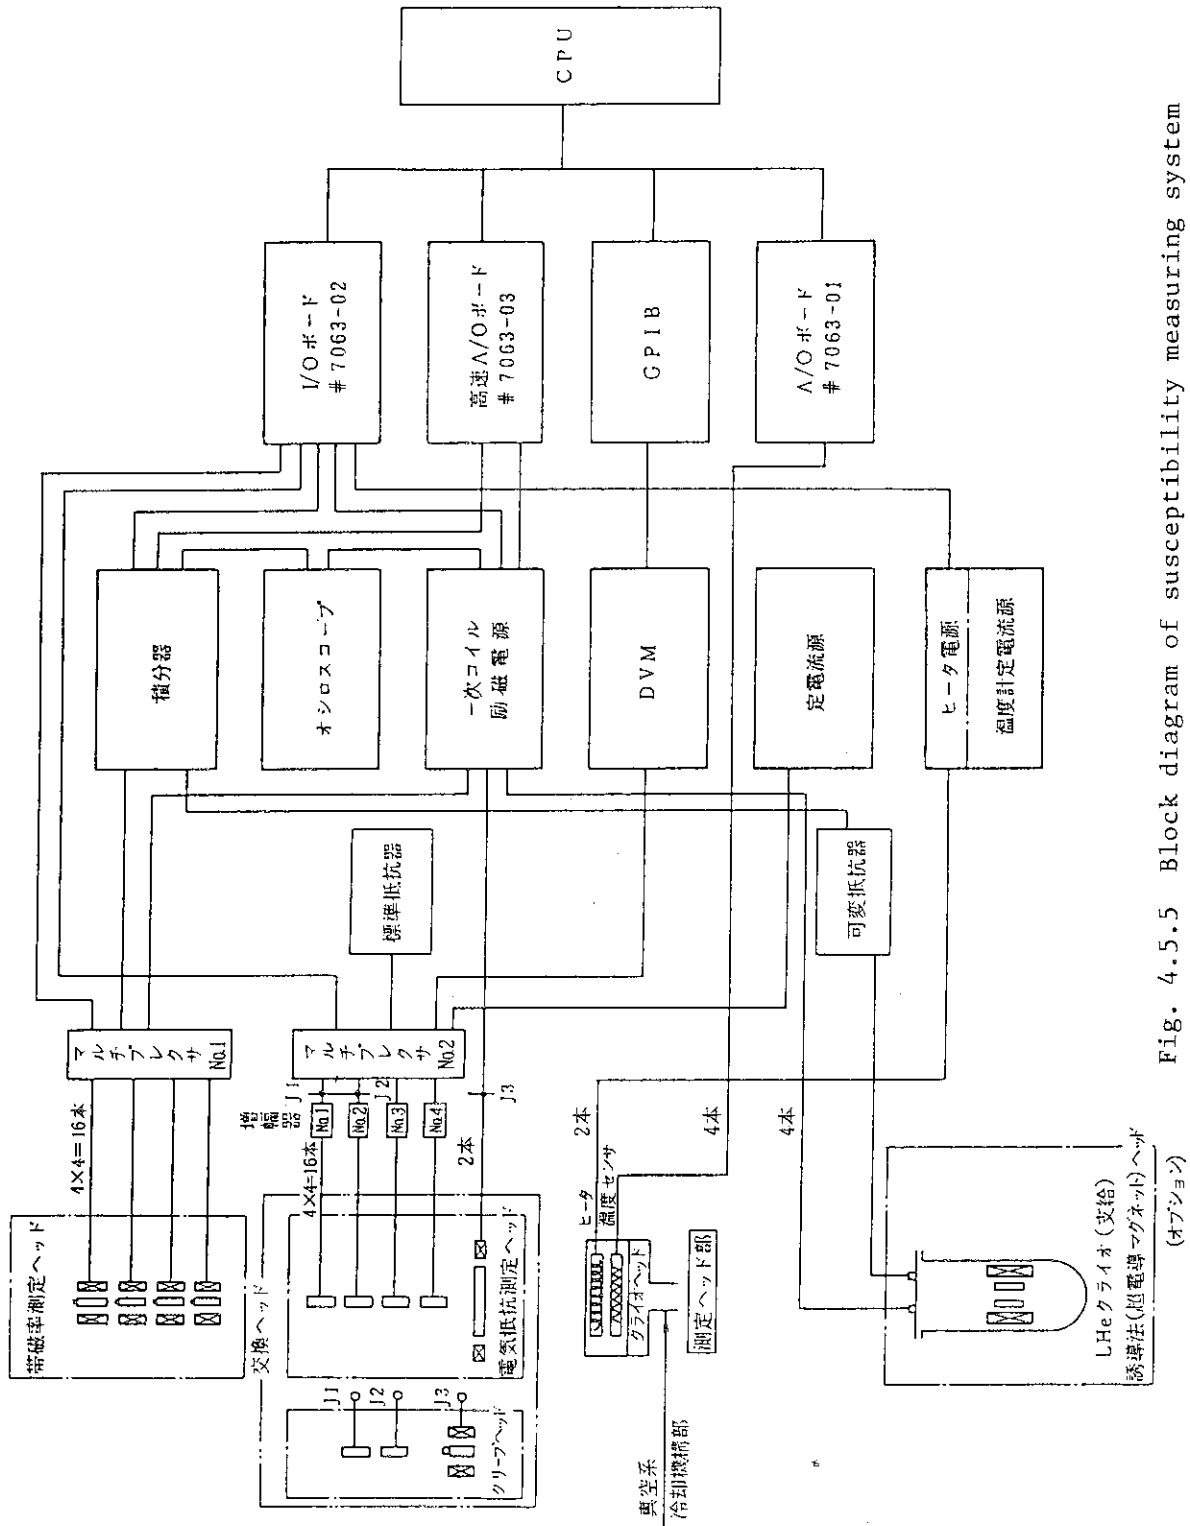 CPU
I/Oボード
#7063-02
高速A/Oボード
#7063-03
GPIB
A/Oボード
#7063-01
積分器
オシロスコープ
一次コイル
励磁電源
DVM
定電流源
ヒータ電源
温度計定電流源
標準抵抗器
可変抵抗器
マルチプレクサ
No.1
マルチプレクサ
No.2
4×4=16本
増幅器
No.1
No.2
No.3
No.4
J1
J2
J3
4×4=16本
2本
2本
4本
4本
帯磁率測定ヘッド
交換ヘッド
電気抵抗測定ヘッド
J1
J2
J3
クリープヘッド
ヒータ
温度センサ
クライオヘッド
測定ヘッド部
真空系
冷却機構部
LHeクライオ(支給)
誘導法(超電導マグネット)ヘッド
(オプション)
Fig. 4.5.5 Block diagram of susceptibility measuring system